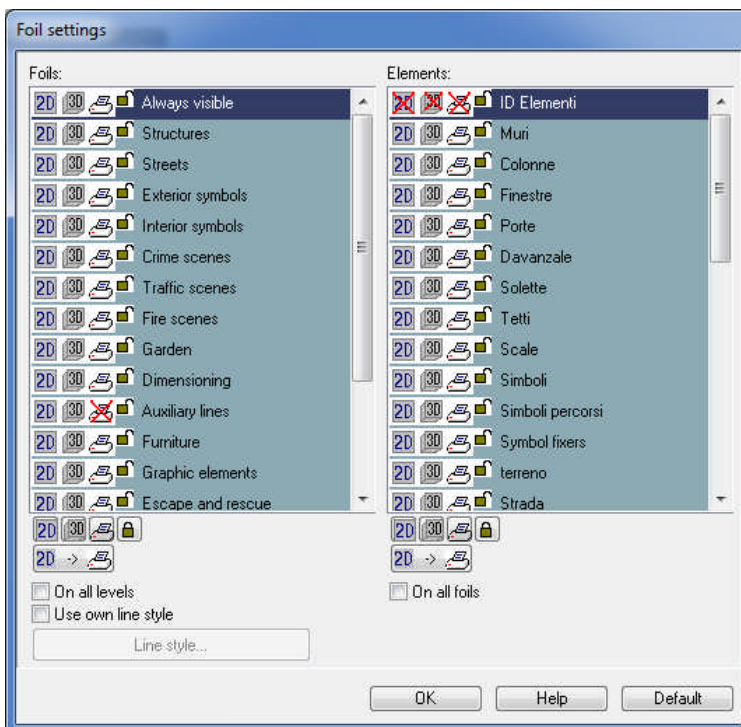 Foil settings
Foils:
2D 3D Always visible
2D 3D Structures
2D 3D Streets
2D 3D Exterior symbols
2D 3D Interior symbols
2D 3D Crime scenes
2D 3D Traffic scenes
2D 3D Fire scenes
2D 3D Garden
2D 3D Dimensioning
2D 3D Auxiliary lines
2D 3D Furniture
2D 3D Graphic elements
2D 3D Escape and rescue
2D 3D
2D ->
On all levels
Use own line style
Line style...
Elements:
2D 3D ID Elementi
2D 3D Muri
2D 3D Colonne
2D 3D Finestre
2D 3D Porte
2D 3D Davanzale
2D 3D Solette
2D 3D Tetti
2D 3D Scale
2D 3D Simboli
2D 3D Simboli percorsi
2D 3D Symbol fixers
2D 3D terreno
2D 3D Strada
2D 3D
2D ->
On all foils
OK Help Default